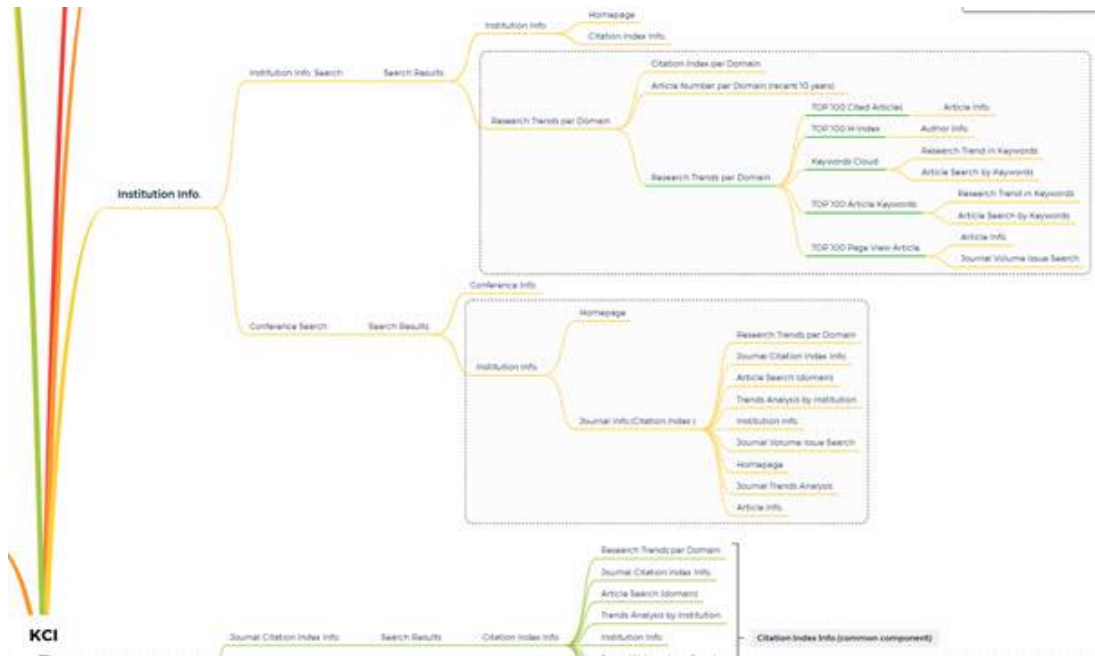 Homepage
Institution Info.
Citation Index Info.
Citation Index per Domain
Institution Info. Search
Search Results
Article Number per Domain (recent 10 years)
TOP 100 Cited Articles
Article Info.
Research Trends per Domain
TOP 100 H-Index
Author Info.
Research Trend in Keywords
Keywords Cloud
Article Search by Keywords
Research Trends per Domain
Institution Info.
Research Trend in Keywords
TOP 100 Article Keywords
Article Search by Keywords
Article Info.
TOP 100 Page View Article
Journal Volume Issue Search
Conference Info.
Homepage
Conference Search
Search Results
Research Trends per Domain
Journal Citation Index Info.
Institution Info.
Article Search (domain)
Trends Analysis by Institution
Journal Info.(Citation Index )
Institution Info.
Journal Volume Issue Search
Homepage
Journal Trends Analysis
Article Info.
Research Trends per Domain
Journal Citation Index Info.
Article Search (domain)
Trends Analysis by Institution
KCI
Journal Citation Index Info.
Search Results
Citation Index Info.
Institution Info.
Citation Index Info.(common component)